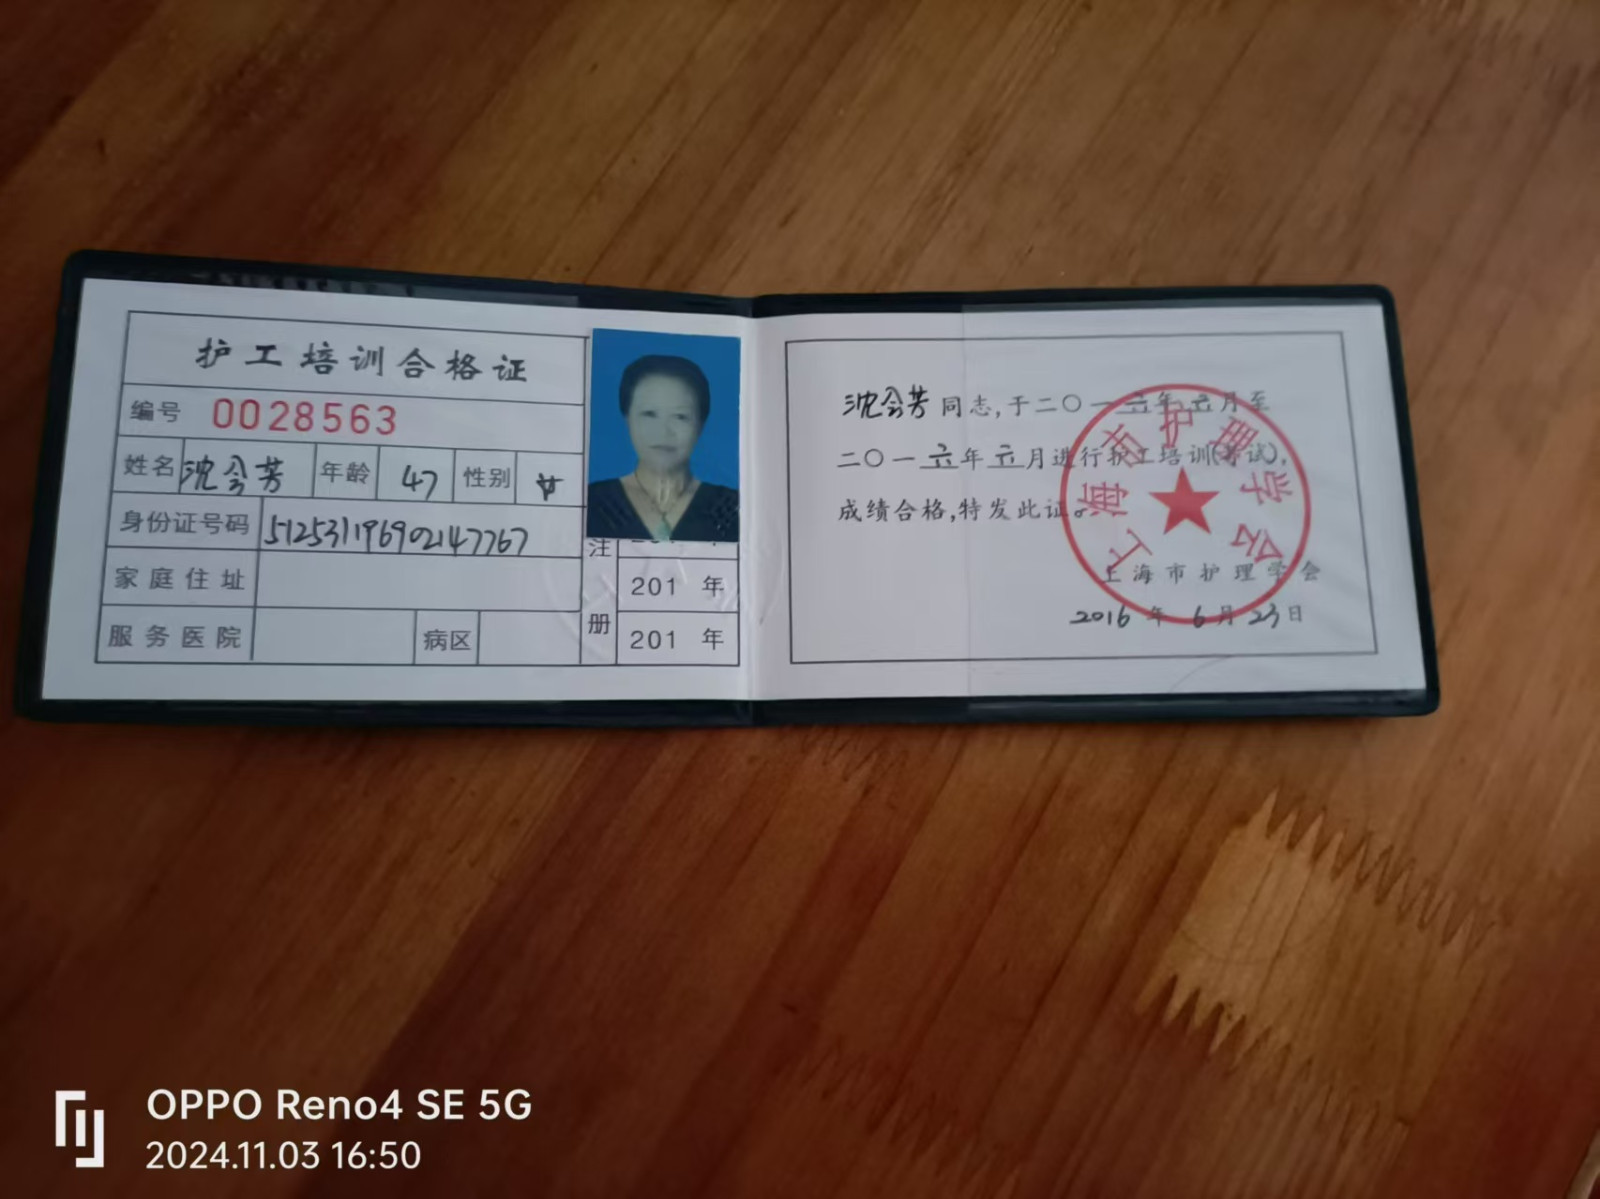 护工培训合格证
编号 0028563
姓名 沈会芳 年龄 47 性别 女
身份证号码 512531196902147767
家庭住址
服务医院 病区
注册
201 年
201 年
沈会芳同志,于二〇一六年六月至
二〇一六年六月进行护工培训(考试),
成绩合格,特发此证。
上海市护理学会
上海市护理学会
2016年6月23日
OPPO Reno4 SE 5G
2024.11.03 16:50